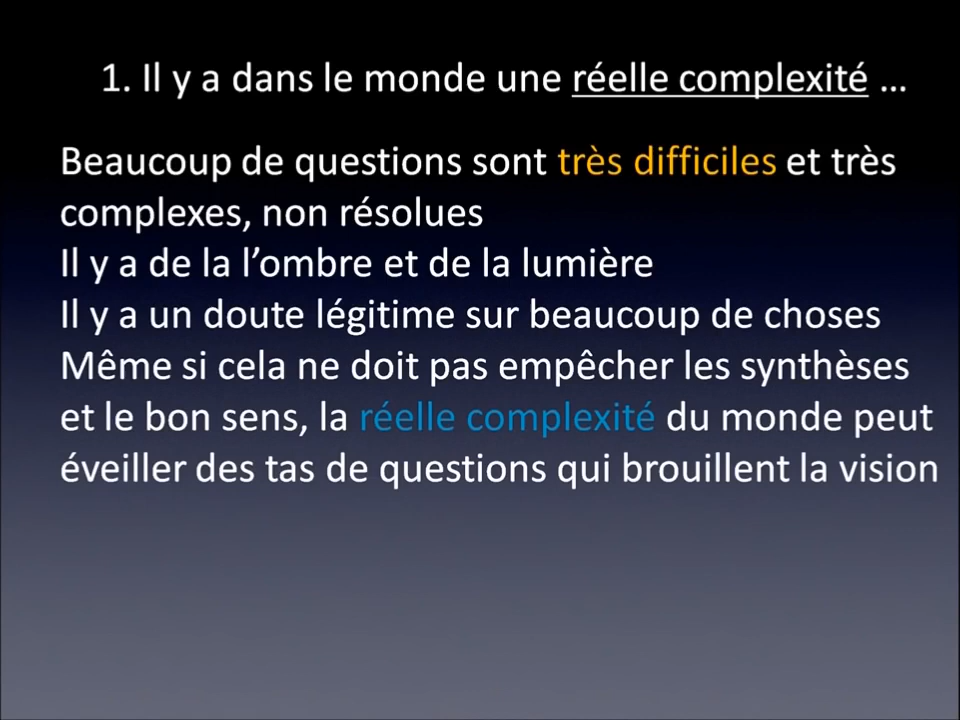 1. Il y a dans le monde une réelle complexité …
Beaucoup de questions sont très difficiles et très
complexes, non résolues
Il y a de la l’ombre et de la lumière
Il y a un doute légitime sur beaucoup de choses
Même si cela ne doit pas empêcher les synthèses
et le bon sens, la réelle complexité du monde peut
éveiller des tas de questions qui brouillent la vision